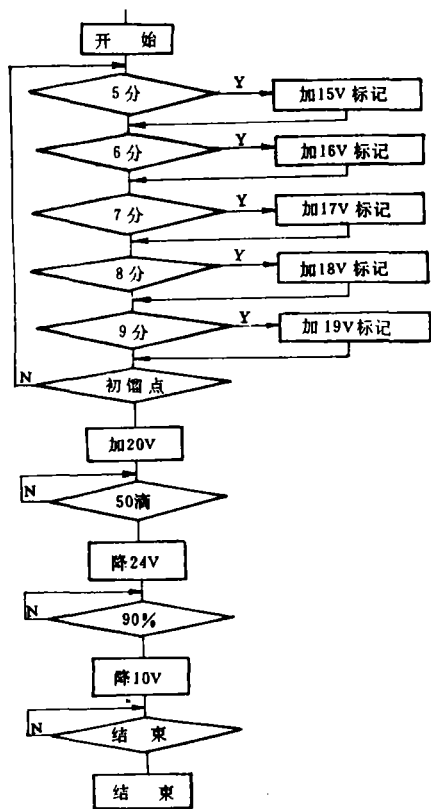 开 始
5分 Y 加15V标记
6分 Y 加16V标记
7分 Y 加17V标记
8分 Y 加18V标记
9分 Y 加19V标记
N 初馏点
加20V
N 50滴
降24V
N 90%
降10V
N 结 束
结 束